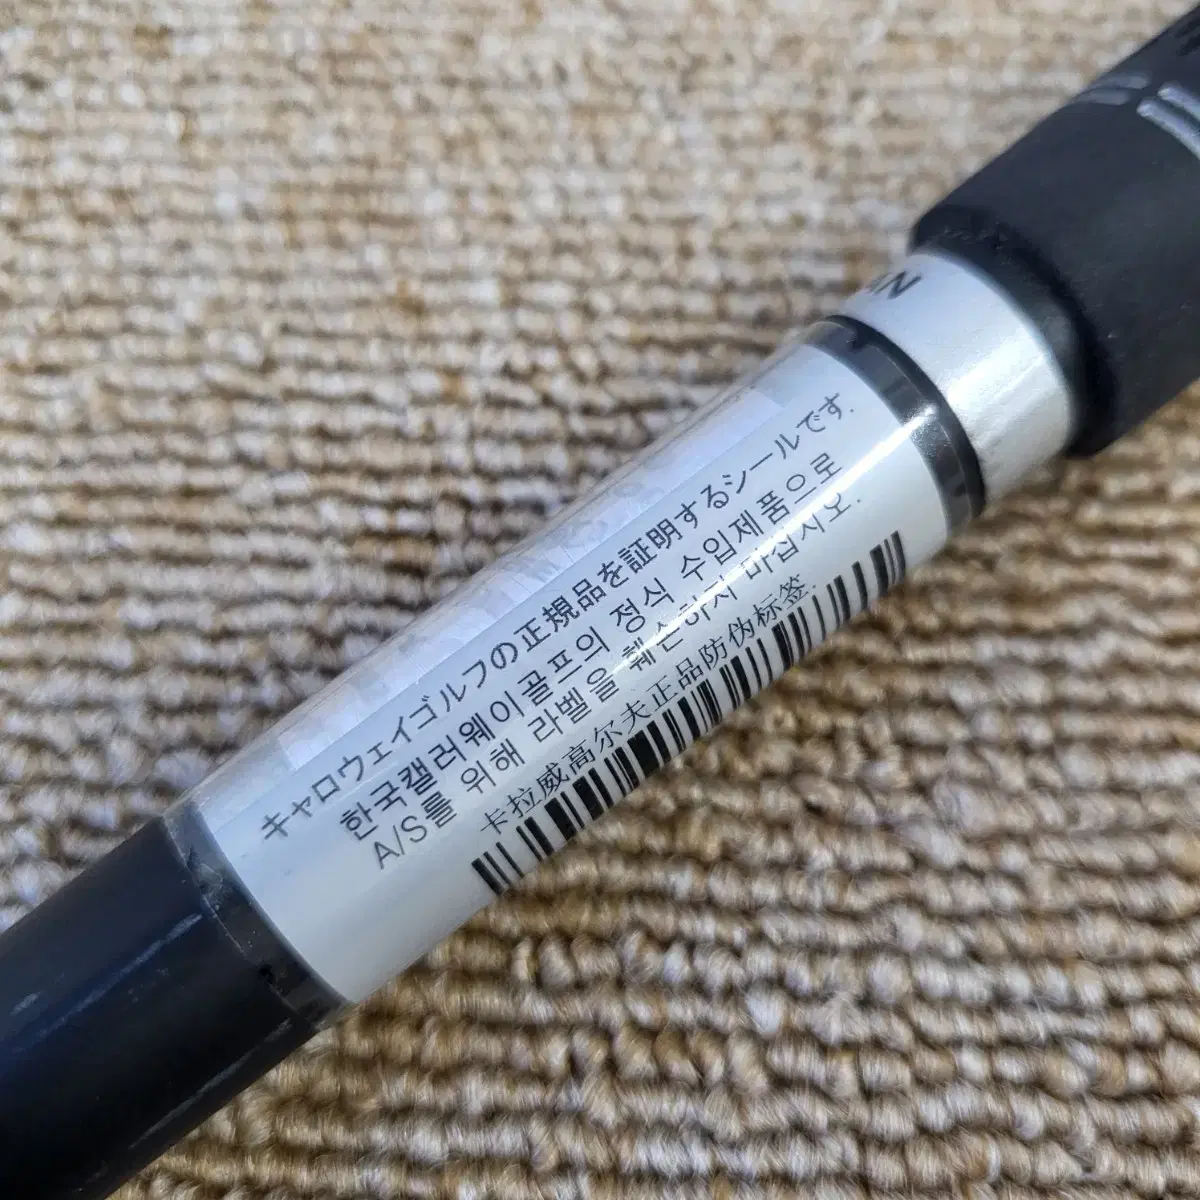 キャロウェイゴルフの正規品を証明するシールです.
한국캘러웨이골프의 정식 수입제품으로
A/S를 위해 라벨을 훼손하지 마십시오.
卡拉威高尔夫正品防伪标签.